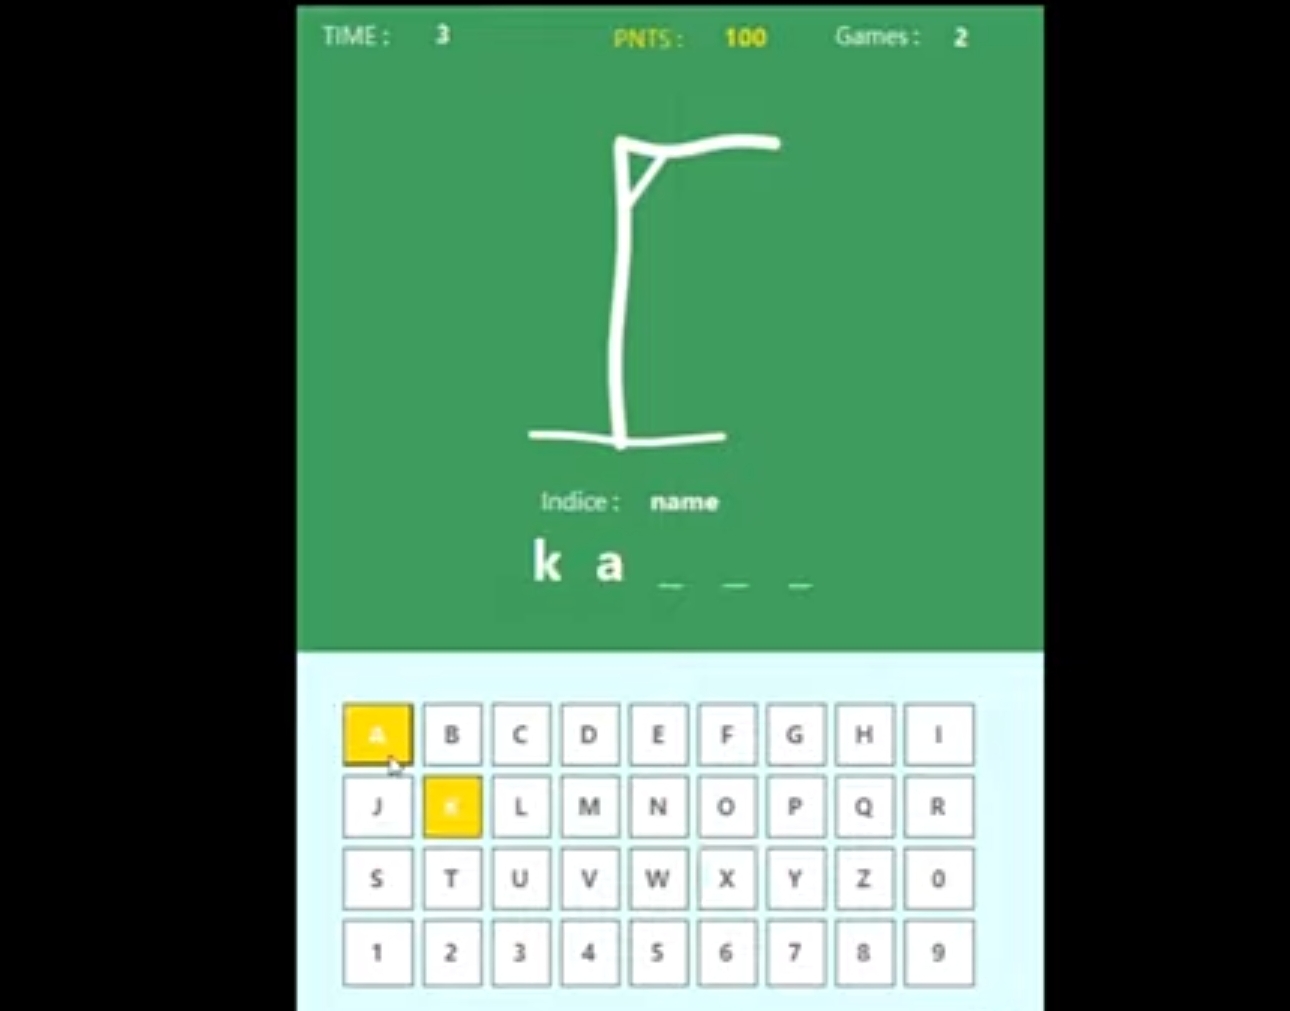 TIME : 3 PNTS : 100 Games : 2
Indice : name
k a _ _ _
A B C D E F G H I
J K L M N O P Q R
S T U V W X Y Z 0
1 2 3 4 5 6 7 8 9